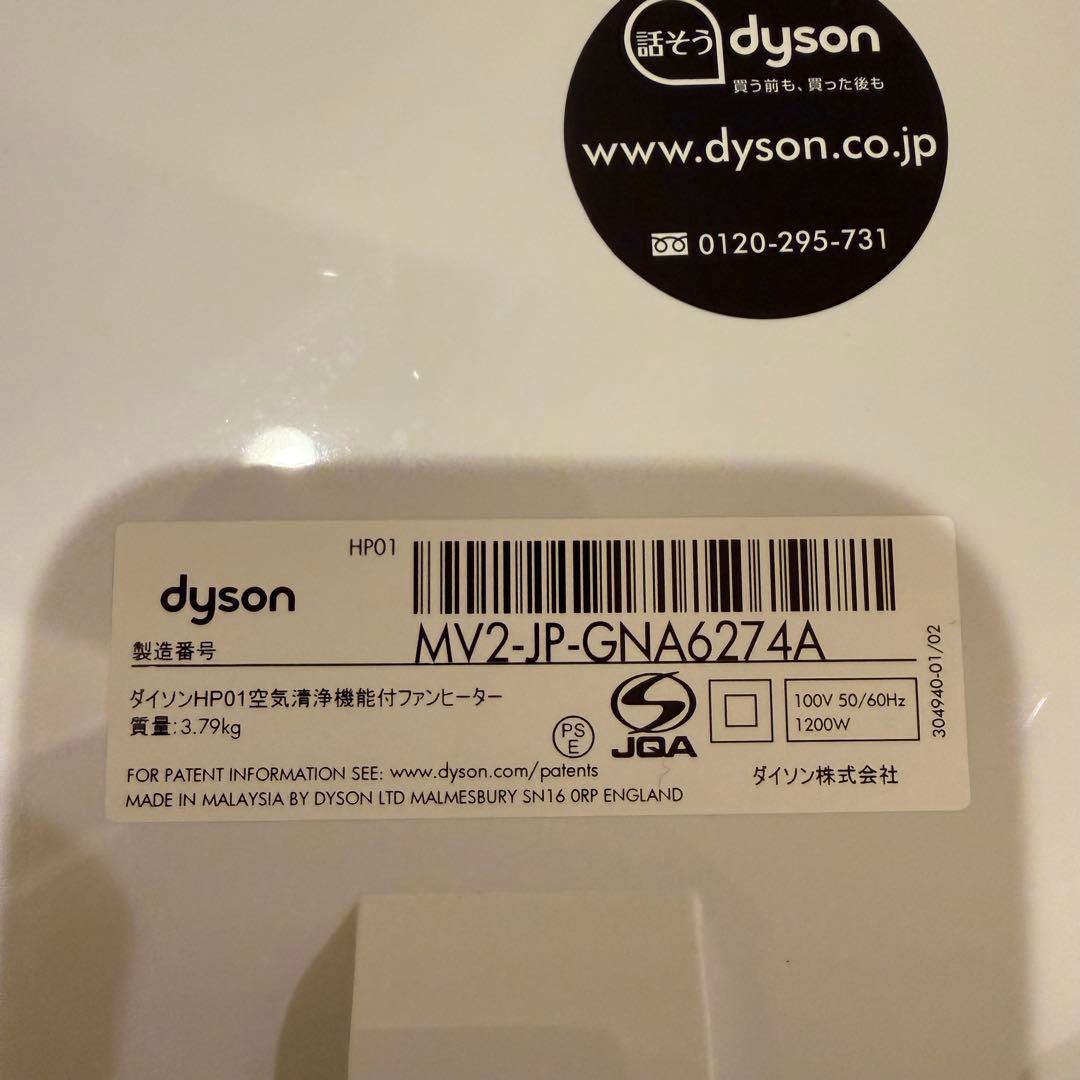 話そう dyson
買う前も、買った後も
www.dyson.co.jp
0120-295-731
HP01
dyson
製造番号 MV2-JP-GNA6274A
ダイソンHP01空気清浄機能付ファンヒーター
質量:3.79kg
PS
E
JQA
100V 50/60Hz
1200W
304940-01/02
FOR PATENT INFORMATION SEE: www.dyson.com/patents
ダイソン株式会社
MADE IN MALAYSIA BY DYSON LTD MALMESBURY SN16 0RP ENGLAND